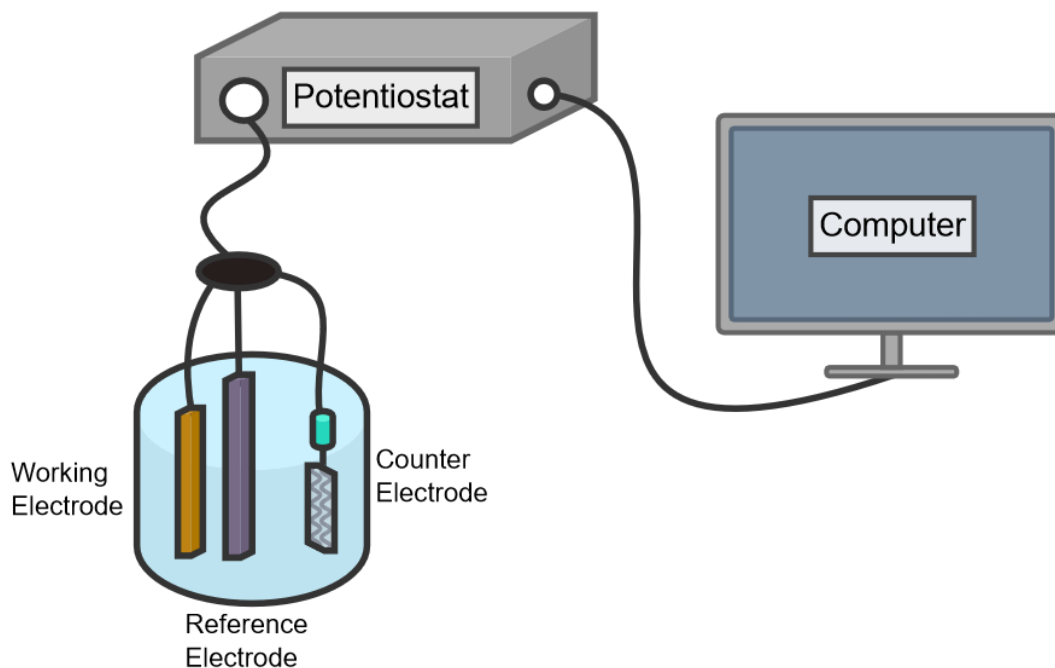 Potentiostat
Computer
Working
Electrode
Counter
Electrode
Reference
Electrode